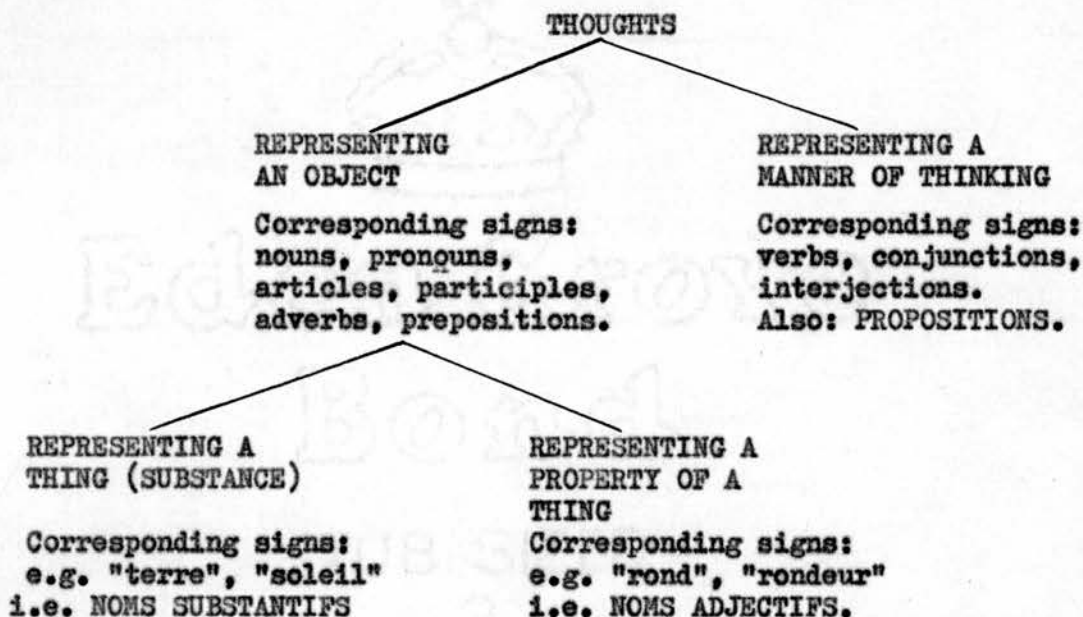 THOUGHTS
REPRESENTING
AN OBJECT
Corresponding signs:
nouns, pronouns,
articles, participles,
adverbs, prepositions.
REPRESENTING A
MANNER OF THINKING
Corresponding signs:
verbs, conjunctions,
interjections.
Also: PROPOSITIONS.
REPRESENTING A
THING (SUBSTANCE)
Corresponding signs:
e.g. "terre", "soleil"
i.e. NOMS SUBSTANTIFS
REPRESENTING A
PROPERTY OF A
THING
Corresponding signs:
e.g. "rond", "rondeur"
i.e. NOMS ADJECTIFS.